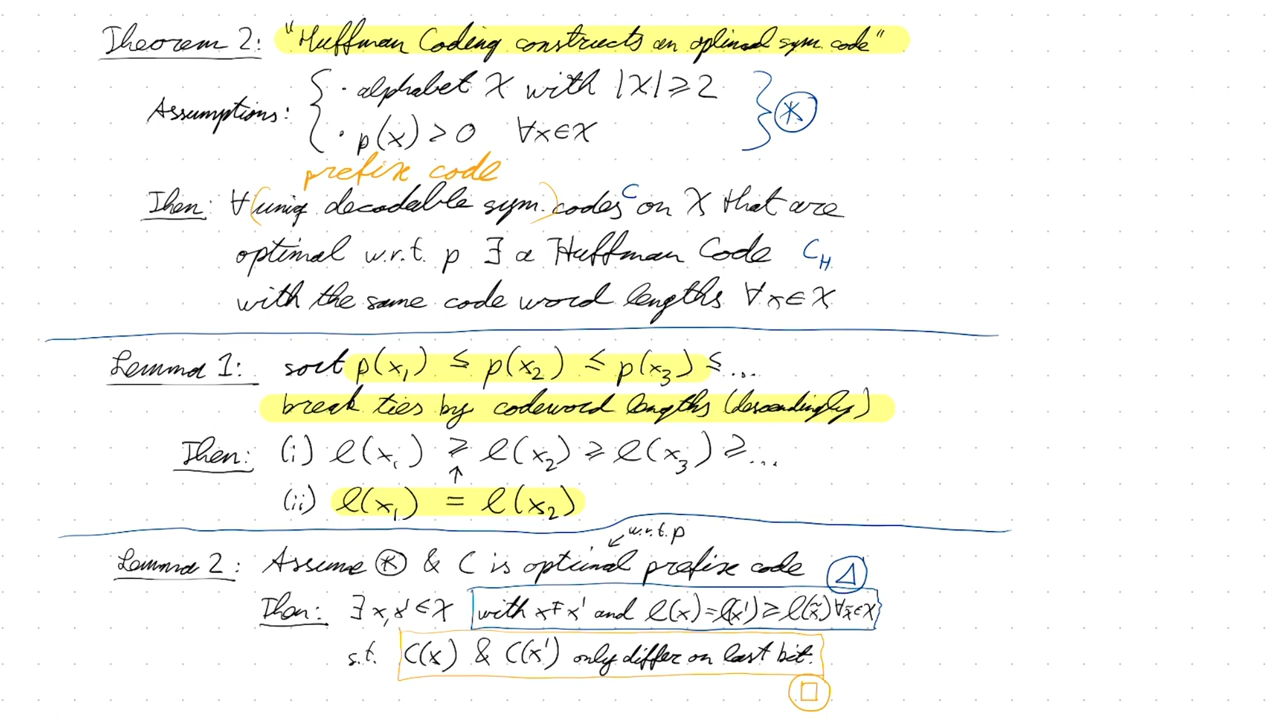 Theorem 2: "Huffman Coding constructs an optimal sym. code"
Assumptions: { · alphabet X with |X| ≥ 2
· p(x) > 0 ∀x∈X } (*)
prefix code
Then: ∀ (uniq decodable sym.) codes C on X that are
optimal w.r.t. p ∃ a Huffman Code C_H
with the same code word lengths ∀x∈X
Lemma 1: sort p(x₁) ≤ p(x₂) ≤ p(x₃) ≤ ...
break ties by codeword lengths (descendingly)
Then: (i) ℓ(x₁) ≥ ℓ(x₂) ≥ ℓ(x₃) ≥ ...
↑
(ii) ℓ(x₁) = ℓ(x₂)
w.r.t. p
Lemma 2: Assume (*) & C is optimal prefix code △
Then: ∃ x, x' ∈ X with x ≠ x' and ℓ(x) = ℓ(x') ≥ ℓ(x̃) ∀x̃∈X
s.t. C(x) & C(x') only differ on last bit.
□